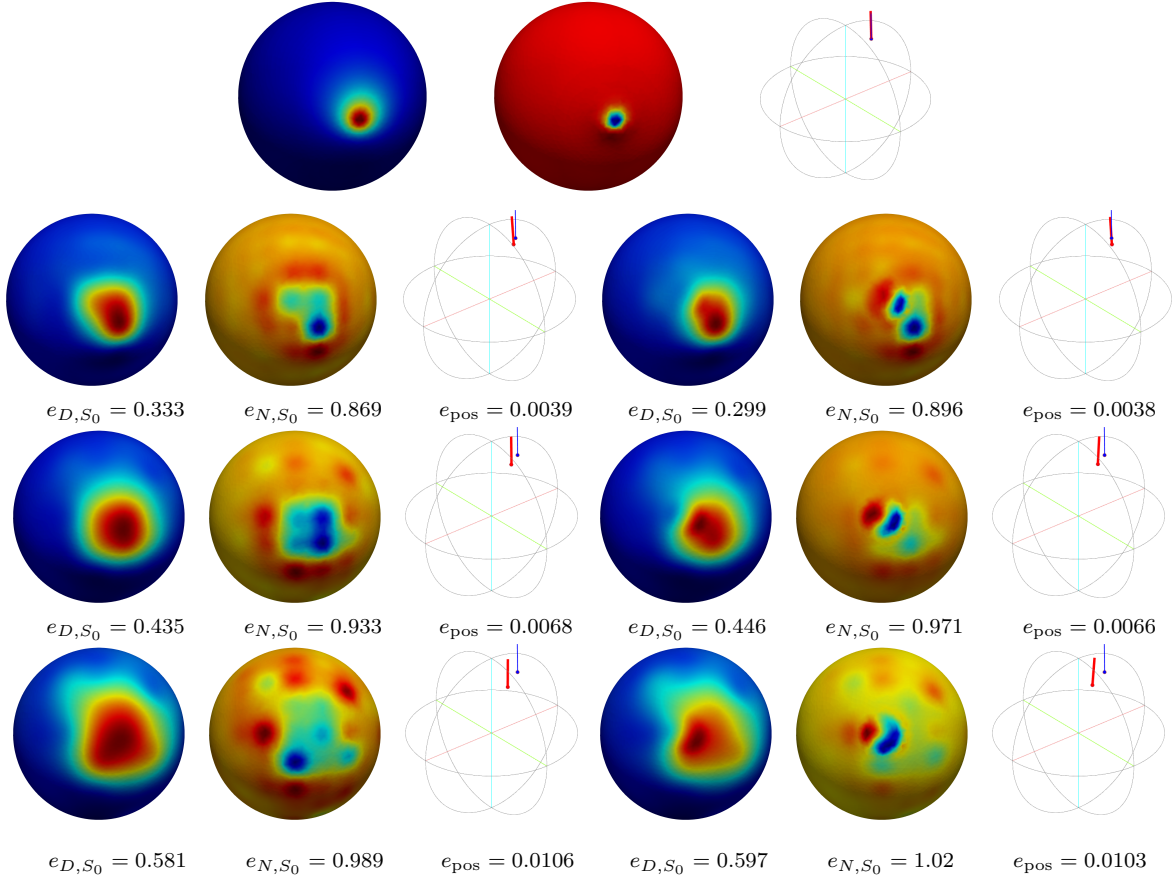 e_{D,S_0} = 0.333 e_{N,S_0} = 0.869 e_{pos} = 0.0039 e_{D,S_0} = 0.299 e_{N,S_0} = 0.896 e_{pos} = 0.0038
e_{D,S_0} = 0.435 e_{N,S_0} = 0.933 e_{pos} = 0.0068 e_{D,S_0} = 0.446 e_{N,S_0} = 0.971 e_{pos} = 0.0066
e_{D,S_0} = 0.581 e_{N,S_0} = 0.989 e_{pos} = 0.0106 e_{D,S_0} = 0.597 e_{N,S_0} = 1.02 e_{pos} = 0.0103